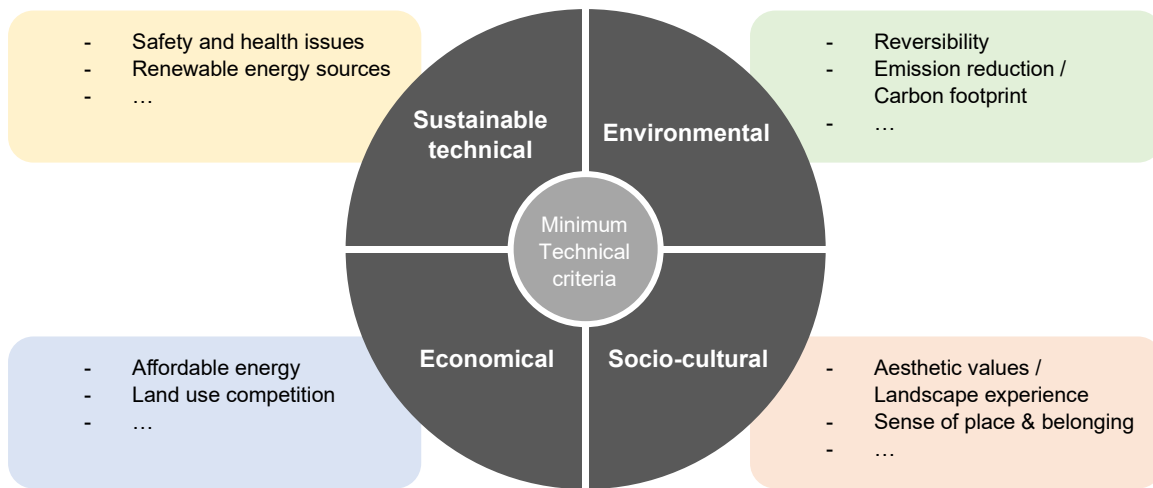 - Safety and health issues
- Renewable energy sources
- …
Sustainable
technical
Environmental
- Reversibility
- Emission reduction /
Carbon footprint
- …
Minimum
Technical
criteria
- Affordable energy
- Land use competition
- …
Economical
Socio-cultural
- Aesthetic values /
Landscape experience
- Sense of place & belonging
- …